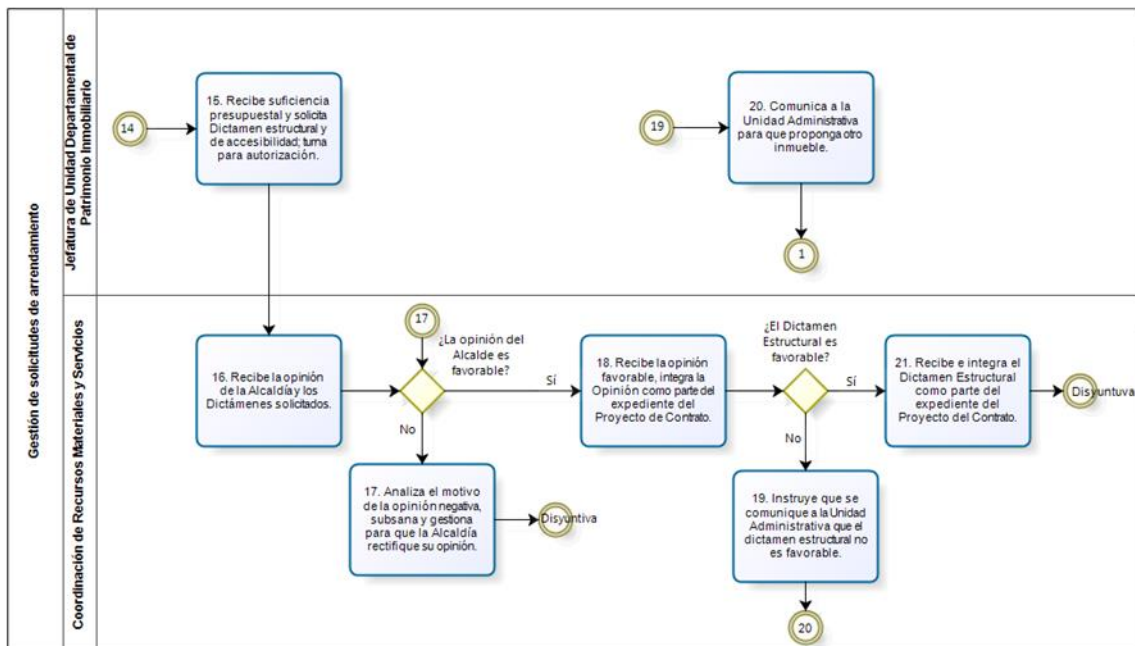 Gestión de solicitudes de arrendamiento
Jefatura de Unidad Departamental de
Patrimonio Inmobiliario
14
15. Recibe suficiencia
presupuestal y solicita
Dictamen estructural y
de accesibilidad; turna
para autorización.
19
20. Comunica a la
Unidad Administrativa
para que proponga otro
inmueble.
1
Coordinación de Recursos Materiales y Servicios
16. Recibe la opinión
de la Alcaldía y los
Dictámenes solicitados.
17
¿La opinión del
Alcalde es
favorable?
Sí
No
17. Analiza el motivo
de la opinión negativa,
subsana y gestiona
para que la Alcaldía
rectifique su opinión.
Disyuntiva
18. Recibe la opinión
favorable, integra la
Opinión como parte del
expediente del
Proyecto de Contrato.
¿El Dictamen
Estructural es
favorable?
Sí
No
19. Instruye que se
comunique a la Unidad
Administrativa que el
dictamen estructural no
es favorable.
20
21. Recibe e integra el
Dictamen Estructural
como parte del
expediente del
Proyecto del Contrato.
Disyuntuva